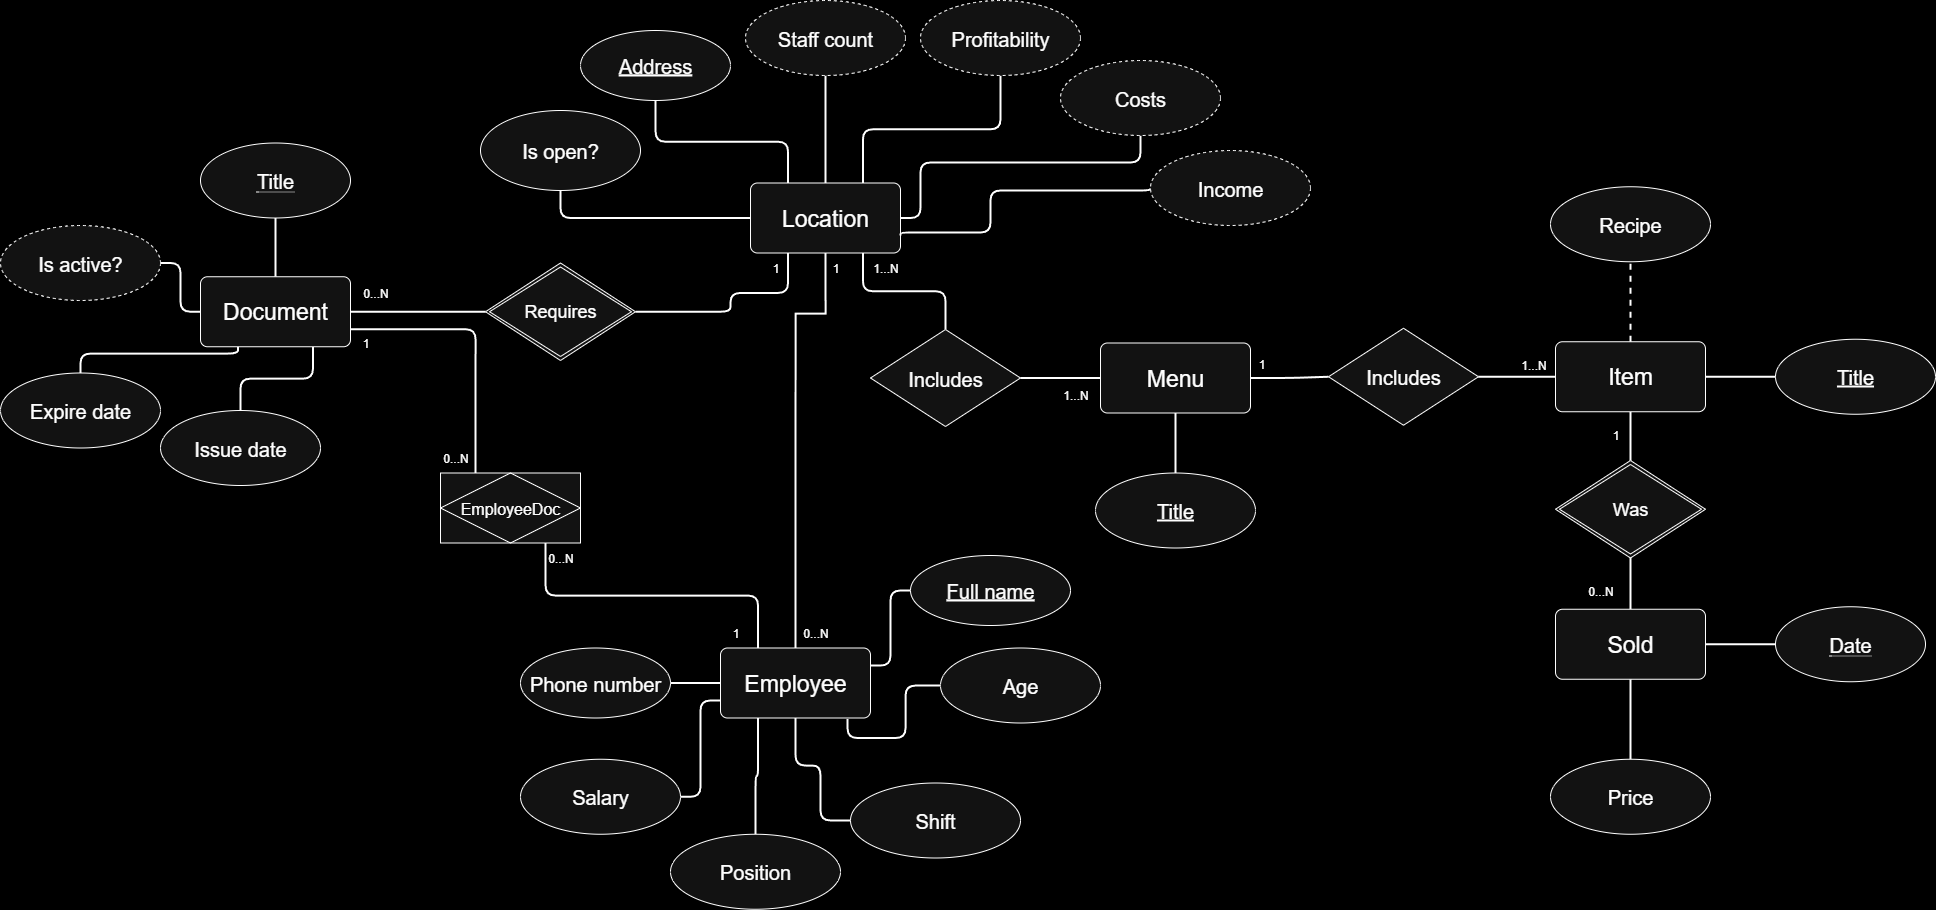 Staff count
Profitability
Address
Costs
Is open?
Title
Income
Location
Recipe
Is active?
1
1
1...N
0...N
Document
Requires
1
1
1...N
Includes
Menu
Includes
Item
Title
1...N
Expire date
Issue date
1
0...N
EmployeeDoc
Was
Title
0...N
Full name
0...N
1
0...N
Sold
Date
Phone number
Employee
Age
Salary
Price
Shift
Position